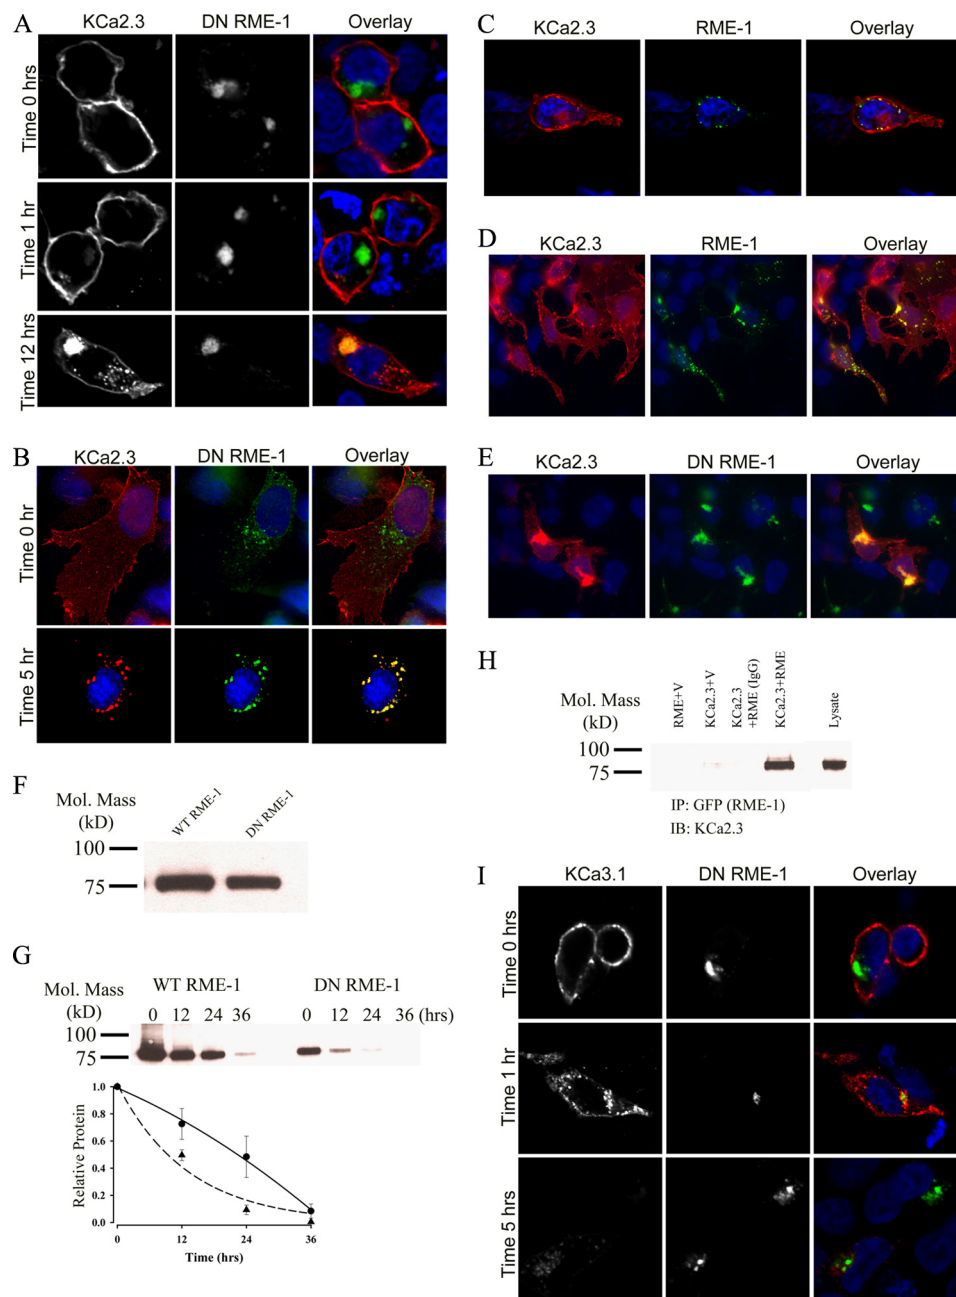 A
KCa2.3 DN RME-1 Overlay
Time 0 hrs
Time 1 hr
Time 12 hrs
B
KCa2.3 DN RME-1 Overlay
Time 0 hr
Time 5 hr
C
KCa2.3 RME-1 Overlay
D
KCa2.3 RME-1 Overlay
E
KCa2.3 DN RME-1 Overlay
F
Mol. Mass
(kD)
WT RME-1
DN RME-1
100
75
G
WT RME-1 DN RME-1
Mol. Mass
(kD)
0 12 24 36 0 12 24 36 (hrs)
100
75
Relative Protein
1.0
0.8
0.6
0.4
0.2
0.0
0 12 24 36
Time (hrs)
H
Mol. Mass
(kD)
RME+V
KCa2.3+V
KCa2.3
+RME (IgG)
KCa2.3+RME
Lysate
100
75
IP: GFP (RME-1)
IB: KCa2.3
I
KCa3.1 DN RME-1 Overlay
Time 0 hrs
Time 1 hr
Time 5 hrs